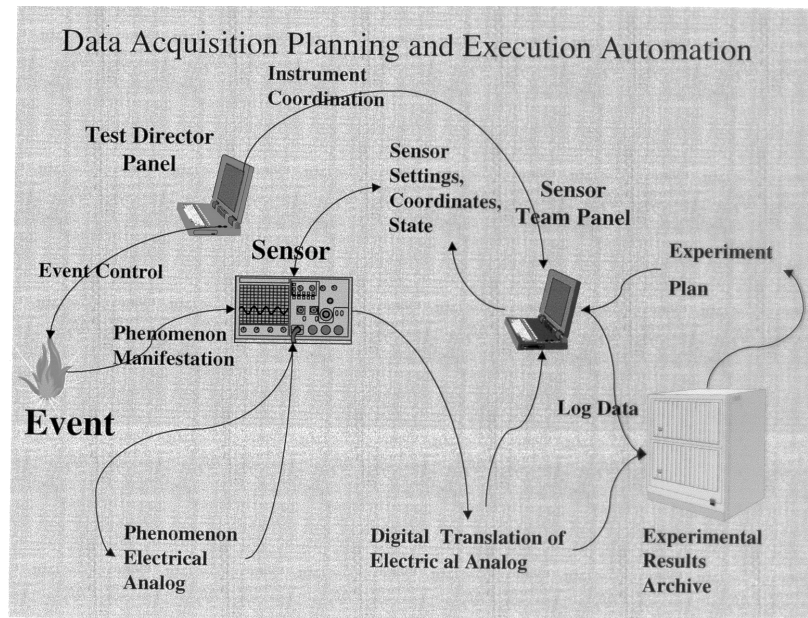 Data Acquisition Planning and Execution Automation
Instrument
Coordination
Test Director
Panel
Sensor
Settings,
Coordinates,
State
Sensor
Team Panel
Sensor
Experiment
Plan
Event Control
Phenomenon
Manifestation
Event
Log Data
Phenomenon
Electrical
Analog
Digital Translation of
Electric al Analog
Experimental
Results
Archive